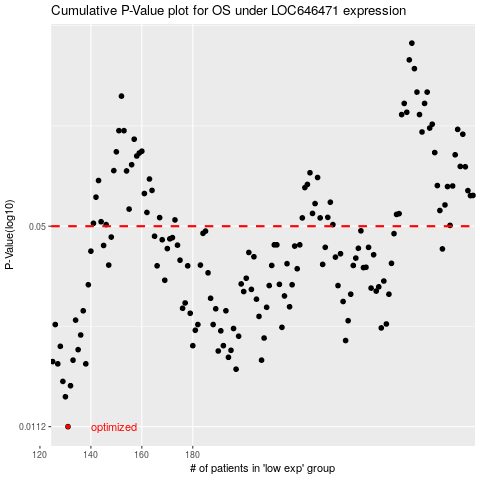 Cumulative P-Value plot for OS under LOC646471 expression
P-Value(log10)
0.05
0.0112
optimized
120 140 160 180
# of patients in 'low exp' group